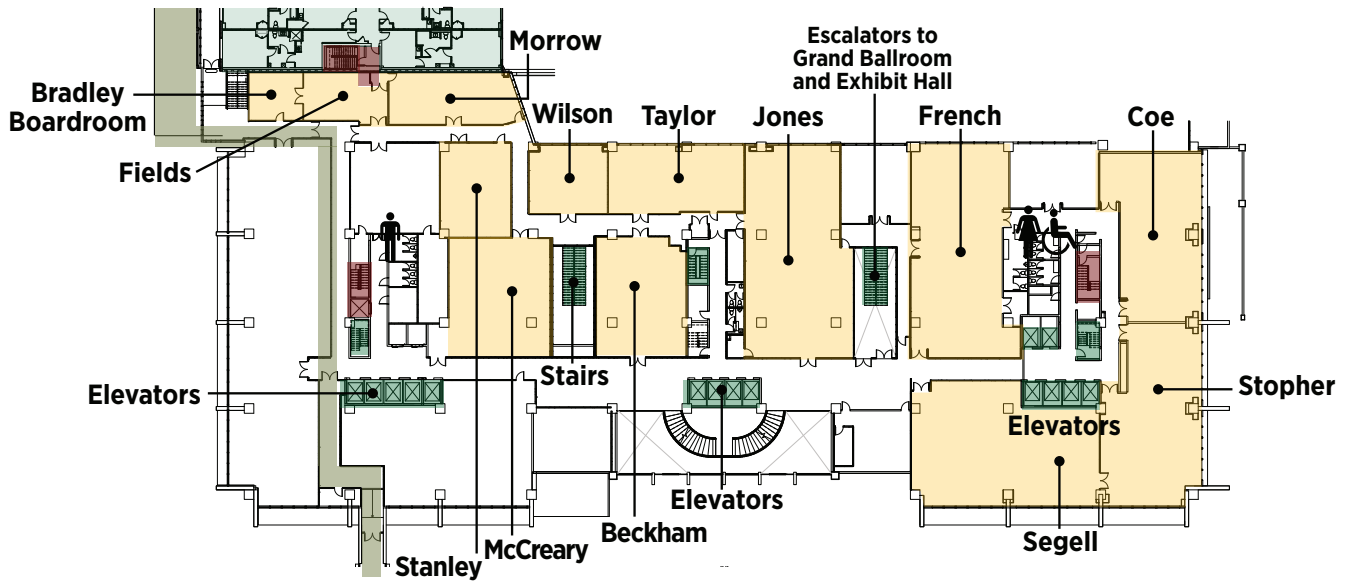 Morrow
Escalators to
Grand Ballroom
and Exhibit Hall
Bradley
Boardroom
Wilson
Taylor
Jones
French
Coe
Fields
Stairs
Elevators
Stopher
Elevators
Elevators
Beckham
McCreary
Segell
Stanley